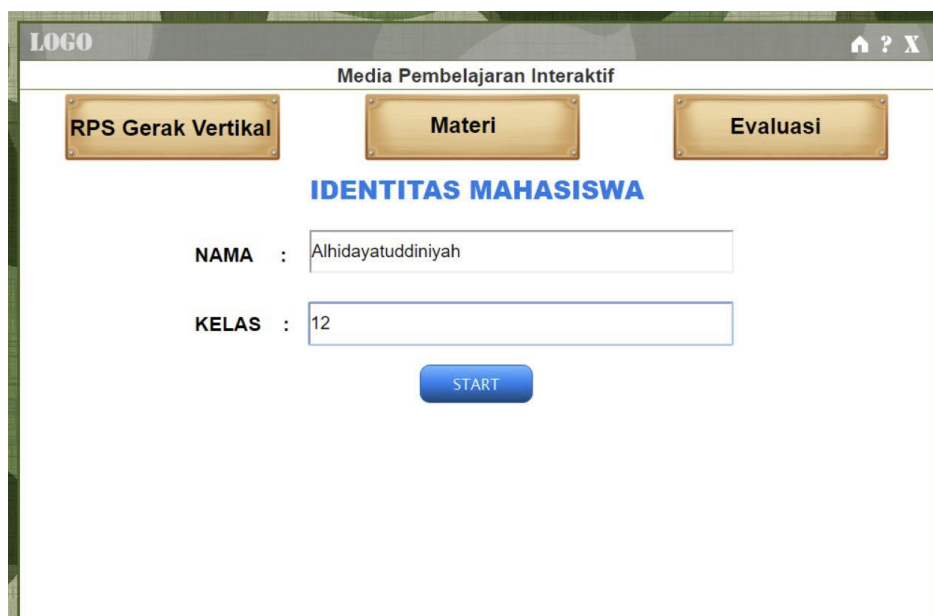 LOGO ? X
Media Pembelajaran Interaktif
RPS Gerak Vertikal Materi Evaluasi
IDENTITAS MAHASISWA
NAMA : Alhidayatuddiniyah
KELAS : 12
START